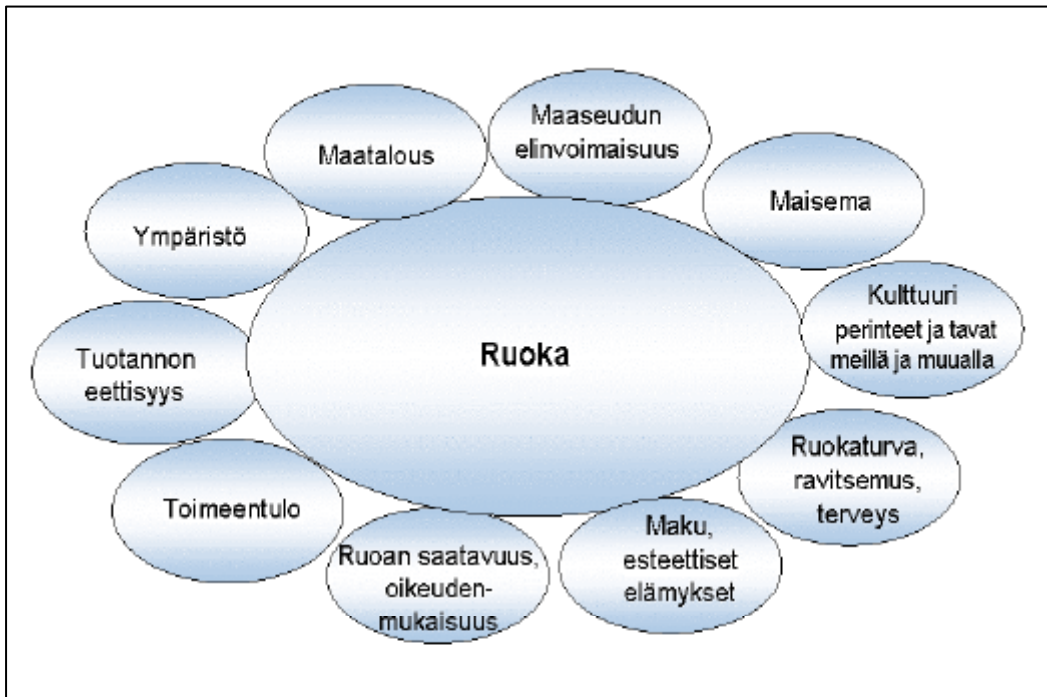 Maaseudun
elinvoimaisuus
Maatalous
Maisema
Ympäristö
Kulttuuri
perinteet ja tavat
meillä ja muualla
Ruoka
Tuotannon
eettisyys
Ruokaturva,
ravitsemus,
terveys
Toimeentulo
Maku,
esteettiset
elämykset
Ruoan saatavuus,
oikeuden-
mukaisuus